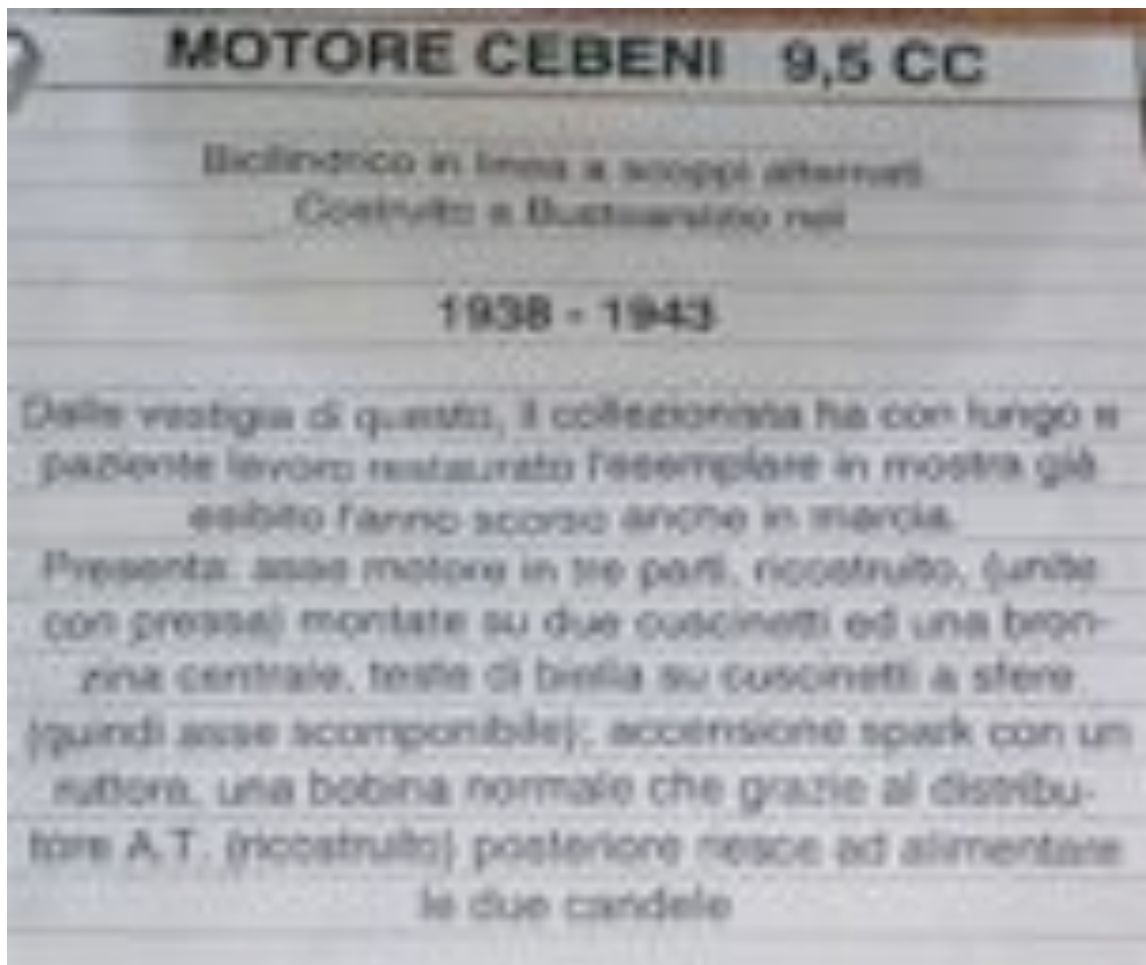 MOTORE CEBENI 9,5 CC
Bicilindrico in linea a scoppi alternati.
Costruito a Bustoarsizio nel
1938 - 1943
Dalle vestigia di questo, il collezionista ha con lungo e
paziente lavoro restaurato l'esemplare in mostra già
esibito l'anno scorso anche in marcia.
Presenta: asse motore in tre parti, ricostruito, (unite
con pressa) montate su due cuscinetti ed una bron-
zina centrale, teste di biella su cuscinetti a sfere
(quindi asse scomponibile); accensione spark con un
ruttore, una bobina normale che grazie al distribu-
tore A.T. (ricostruito) posteriore riesce ad alimentare
le due candele